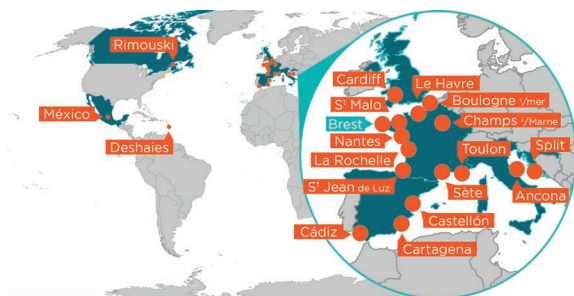 Rimouski
México
Deshaies
Cardiff
Le Havre
St Malo
Boulogne s/mer
Brest
Champs s/Marne
Nantes
Toulon
Split
La Rochelle
St Jean de Luz
Sète
Ancona
Castellón
Cádiz
Cartagena